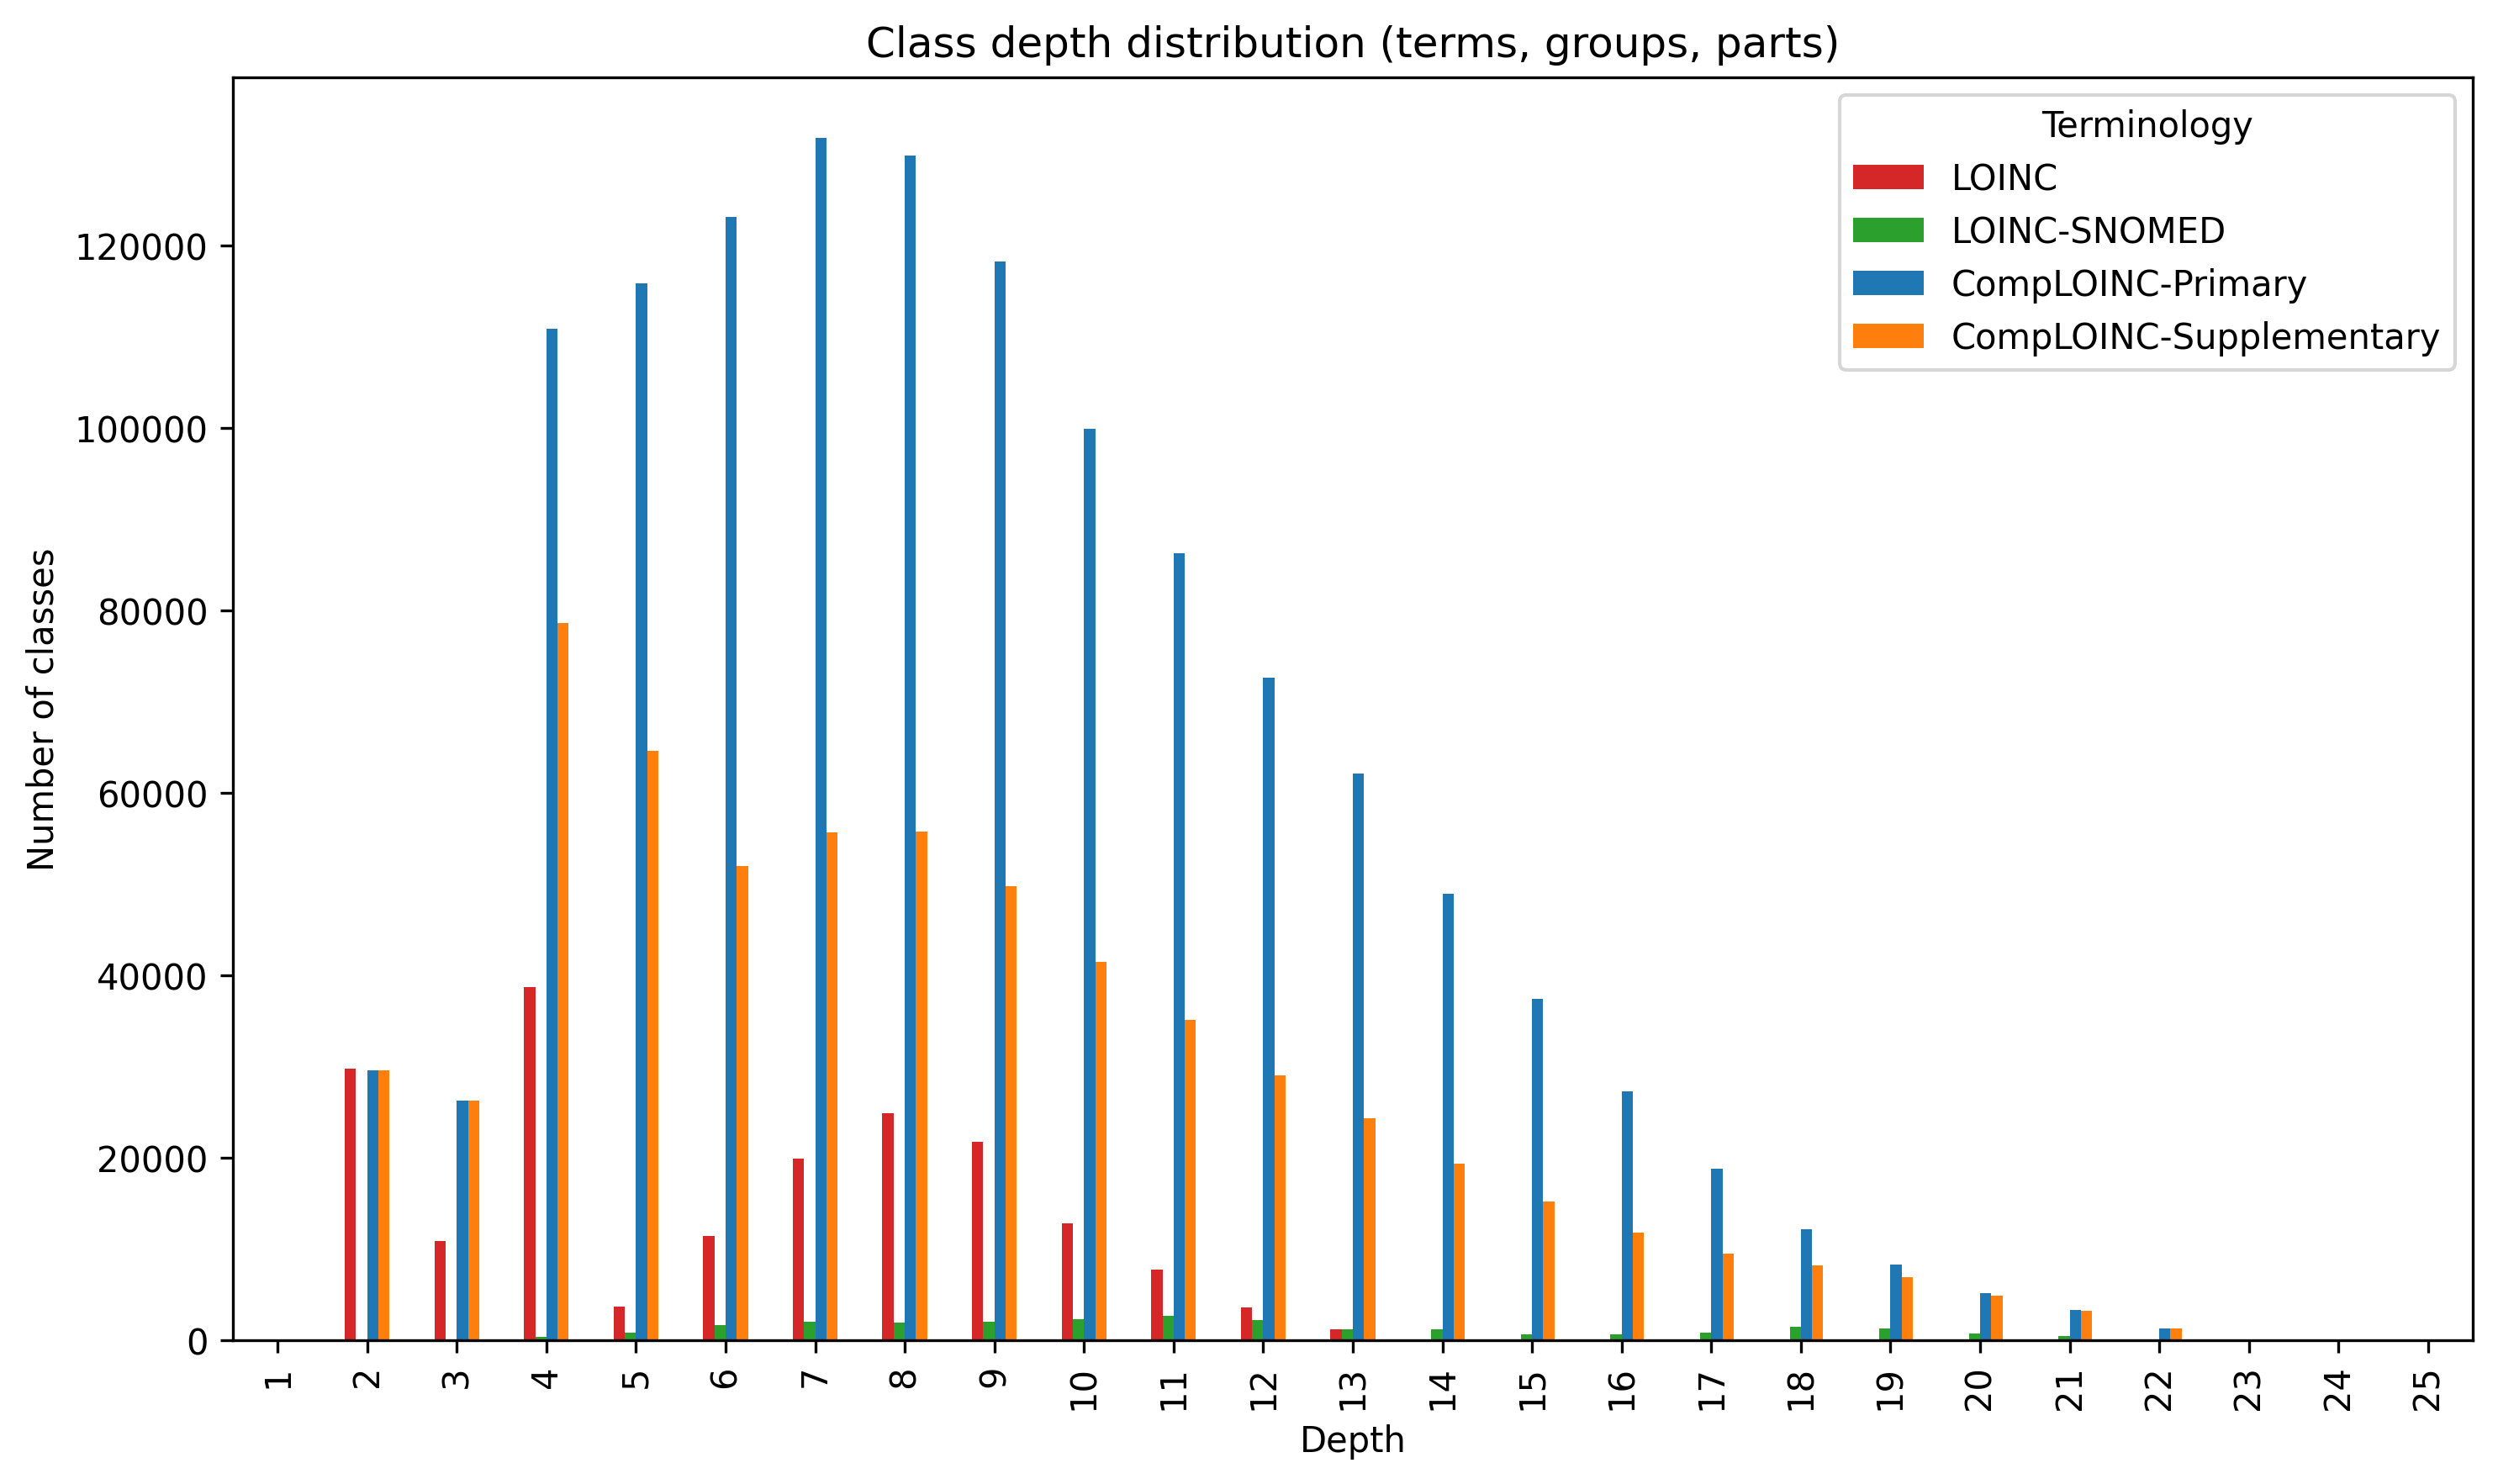 Class depth distribution (terms, groups, parts)
Terminology
LOINC
LOINC-SNOMED
CompLOINC-Primary
CompLOINC-Supplementary
Number of classes
120000
100000
80000
60000
40000
20000
0
1 2 3 4 5 6 7 8 9 10 11 12 13 14 15 16 17 18 19 20 21 22 23 24 25
Depth